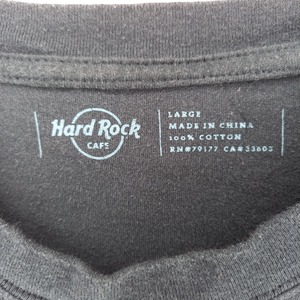 Hard Rock
CAFE
LARGE
MADE IN CHINA
100% COTTON
RN#79177 CA#33603